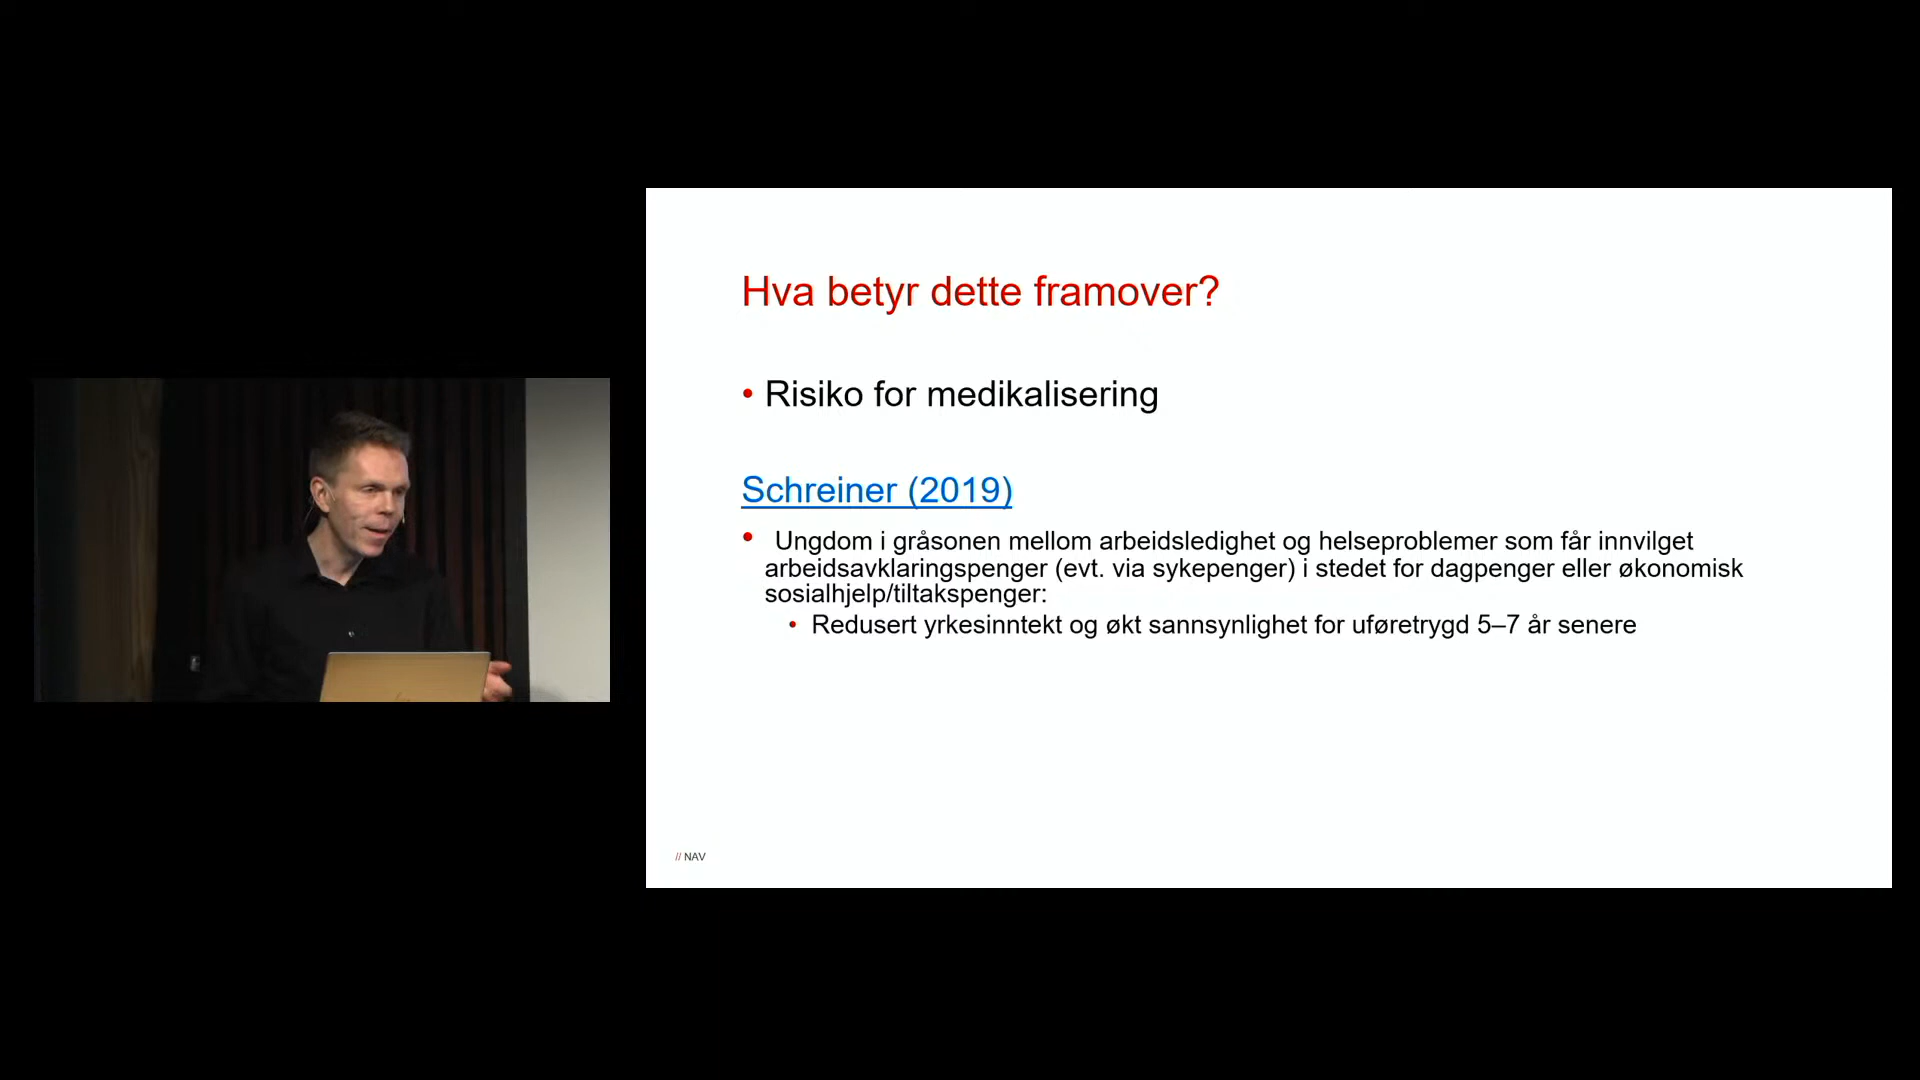 Hva betyr dette framover?
• Risiko for medikalisering
Schreiner (2019)
• Ungdom i gråsonen mellom arbeidsledighet og helseproblemer som får innvilget
arbeidsavklaringspenger (evt. via sykepenger) i stedet for dagpenger eller økonomisk
sosialhjelp/tiltakspenger:
• Redusert yrkesinntekt og økt sannsynlighet for uføretrygd 5–7 år senere
// NAV